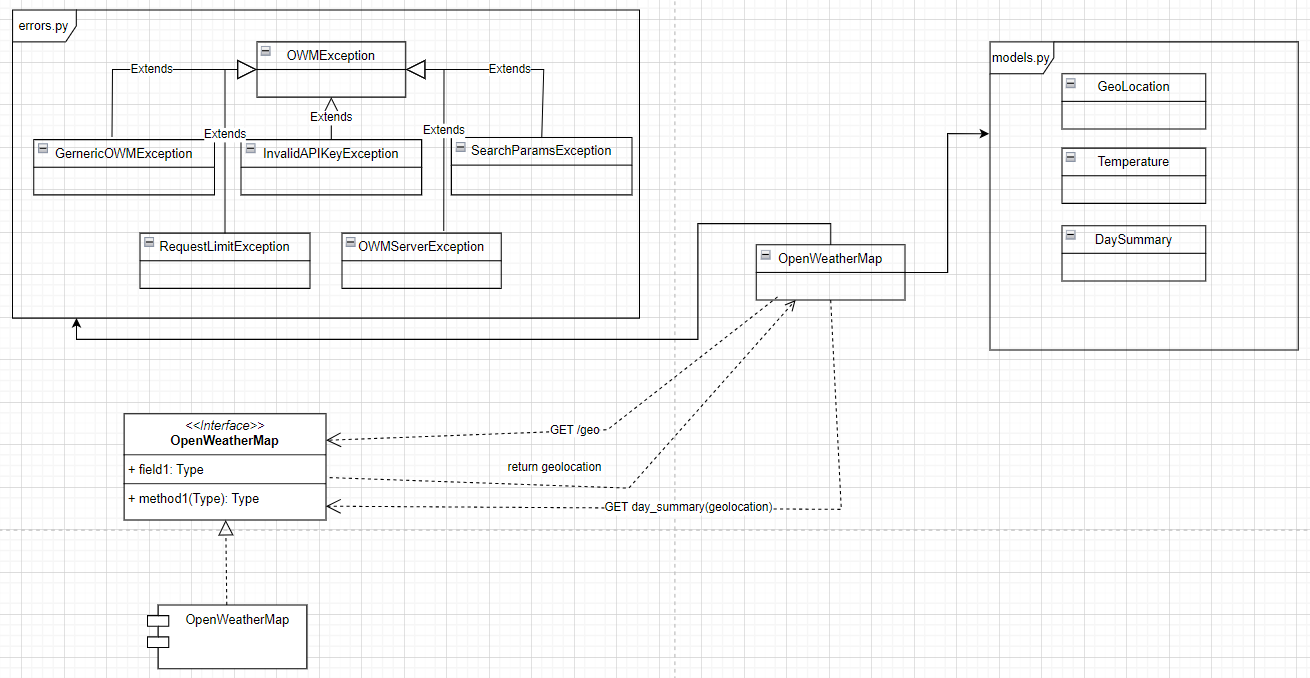 errors.py
OWMException
Extends
Extends
Extends
Extends
Extends
GernericOWMException
InvalidAPIKeyException
SearchParamsException
RequestLimitException
OWMServerException
models.py
GeoLocation
Temperature
DaySummary
OpenWeatherMap
GET /geo
return geolocation
GET day_summary(geolocation)
<<Interface>>
OpenWeatherMap
+ field1: Type
+ method1(Type): Type
OpenWeatherMap